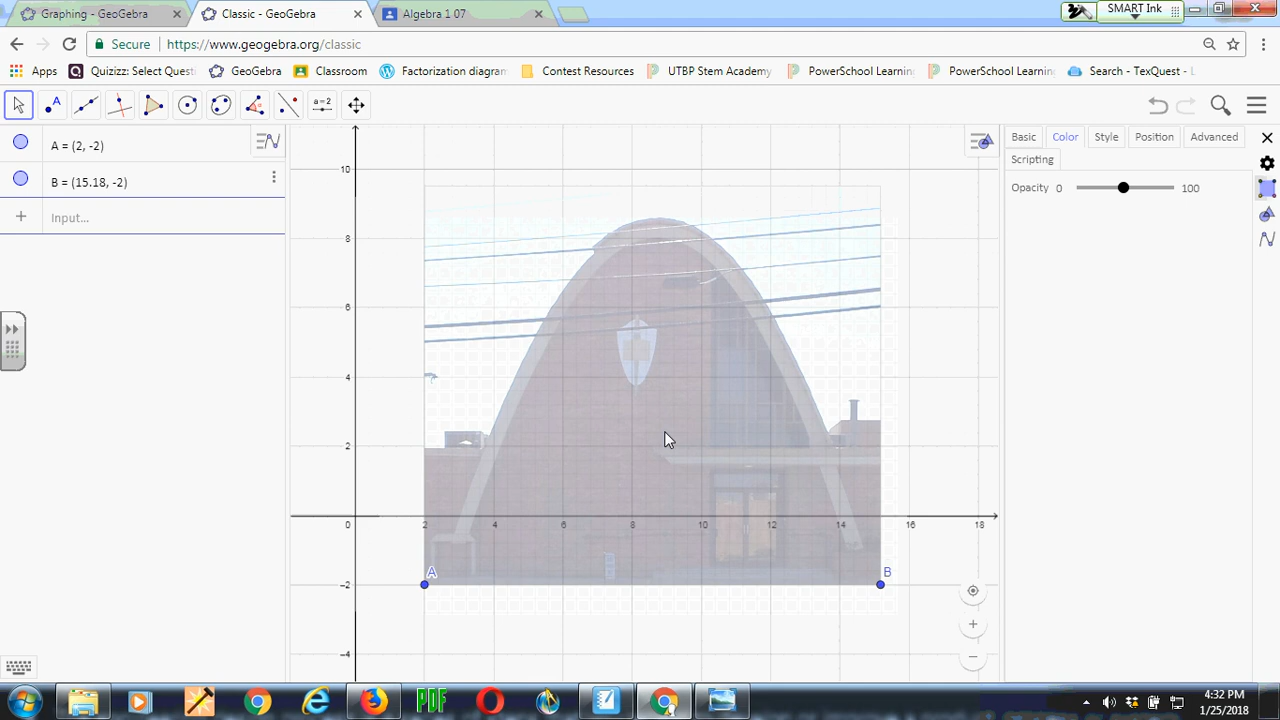 Graphing - GeoGebra
Classic - GeoGebra
Algebra 1 07
SMART Ink
Secure
https://www.geogebra.org/classic
Apps
Quizizz: Select Quest
GeoGebra
Classroom
Factorization diagram
Contest Resources
UTBP Stem Academy
PowerSchool Learning
PowerSchool Learning
Search - TexQuest -
a=2
A = (2, -2)
B = (15.18, -2)
Input...
10
8
6
4
2
0
2
4
6
8
10
12
14
16
18
-2
-4
A
B
Basic
Color
Style
Position
Advanced
Scripting
Opacity
0
100
PDF
4:32 PM
1/25/2018